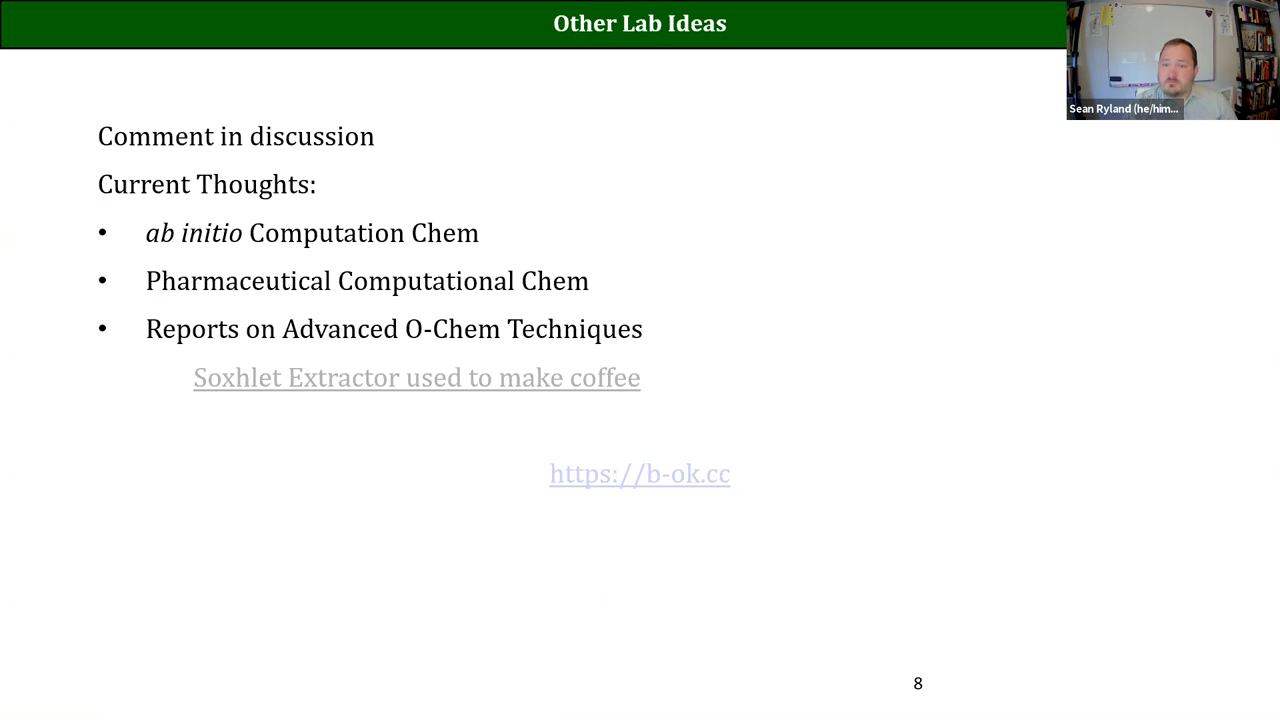 Other Lab Ideas
Sean Ryland (he/him...
Comment in discussion
Current Thoughts:
• ab initio Computation Chem
• Pharmaceutical Computational Chem
• Reports on Advanced O-Chem Techniques
Soxhlet Extractor used to make coffee
https://b-ok.cc
8